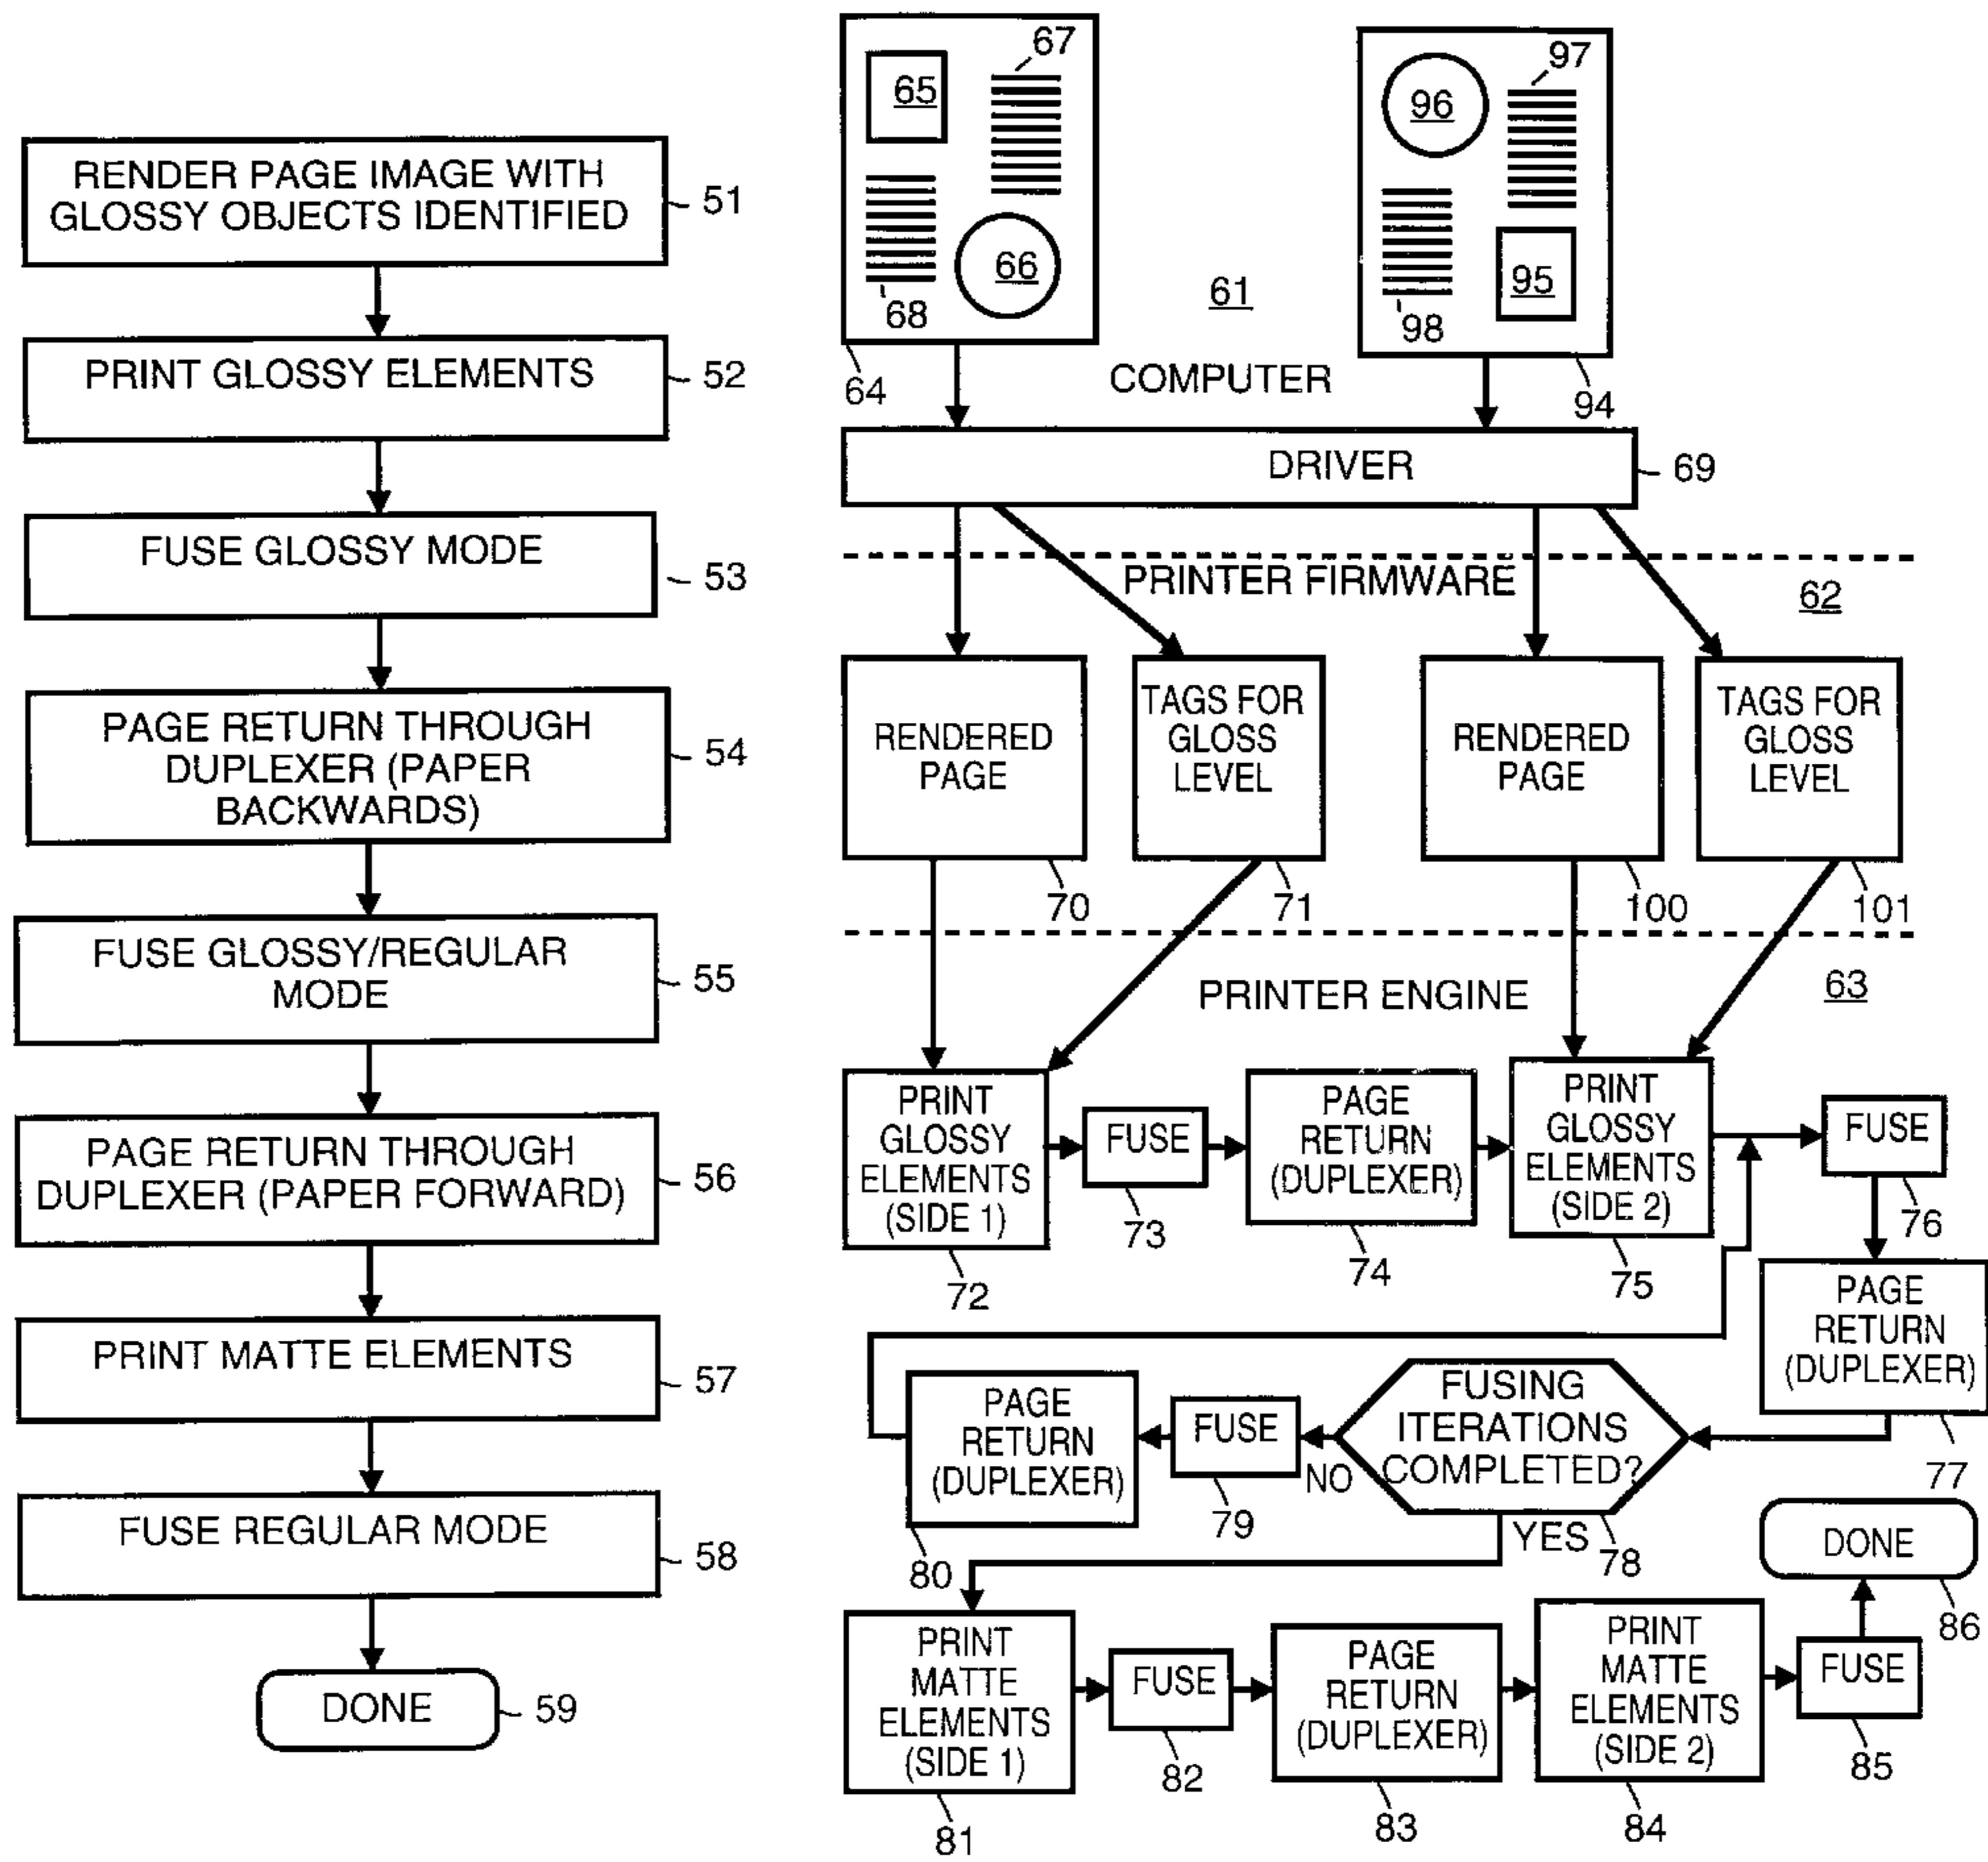 RENDER PAGE IMAGE WITH
GLOSSY OBJECTS IDENTIFIED
51
PRINT GLOSSY ELEMENTS
52
FUSE GLOSSY MODE
53
PAGE RETURN THROUGH
DUPLEXER (PAPER
BACKWARDS)
54
FUSE GLOSSY/REGULAR
MODE
55
PAGE RETURN THROUGH
DUPLEXER (PAPER FORWARD)
56
PRINT MATTE ELEMENTS
57
FUSE REGULAR MODE
58
DONE
59
65
67
66
68
64
61
COMPUTER
96
97
95
98
94
DRIVER
69
PRINTER FIRMWARE
62
RENDERED
PAGE
70
TAGS FOR
GLOSS
LEVEL
71
RENDERED
PAGE
100
TAGS FOR
GLOSS
LEVEL
101
PRINTER ENGINE
63
PRINT
GLOSSY
ELEMENTS
(SIDE 1)
72
FUSE
73
PAGE
RETURN
(DUPLEXER)
74
PRINT
GLOSSY
ELEMENTS
(SIDE 2)
75
FUSE
76
PAGE
RETURN
(DUPLEXER)
77
FUSING
ITERATIONS
COMPLETED?
78
NO
YES
FUSE
79
PAGE
RETURN
(DUPLEXER)
80
PRINT
MATTE
ELEMENTS
(SIDE 1)
81
FUSE
82
PAGE
RETURN
(DUPLEXER)
83
PRINT
MATTE
ELEMENTS
(SIDE 2)
84
FUSE
85
DONE
86